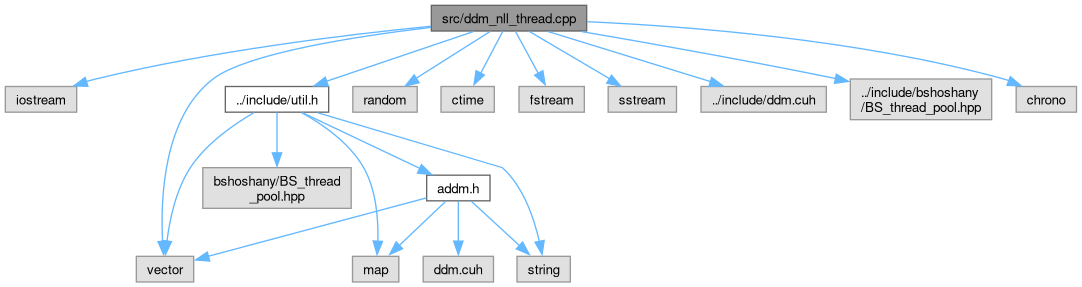 src/ddm_nll_thread.cpp
iostream
../include/util.h
random
ctime
fstream
sstream
../include/ddm.cuh
../include/bshoshany
/BS_thread_pool.hpp
chrono
bshoshany/BS_thread
_pool.hpp
addm.h
vector
map
ddm.cuh
string